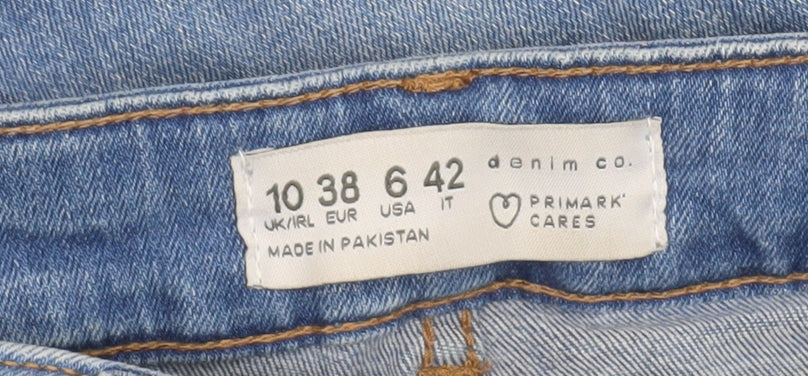 10 38 6 42
UK/IRL EUR USA IT
MADE IN PAKISTAN
denim co.
PRIMARK
CARES